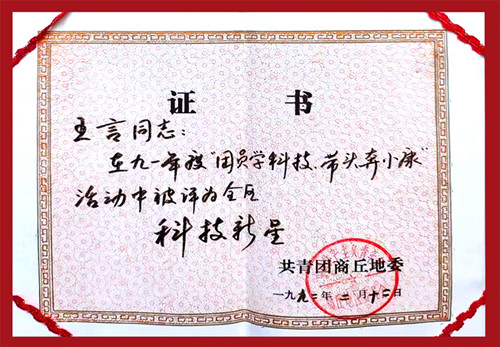 证 书
王言同志：
在九一年度“团员学科技、带头奔小康”
活动中被评为全区
科技新星
共青团商丘地委
一九九二年二月十二日